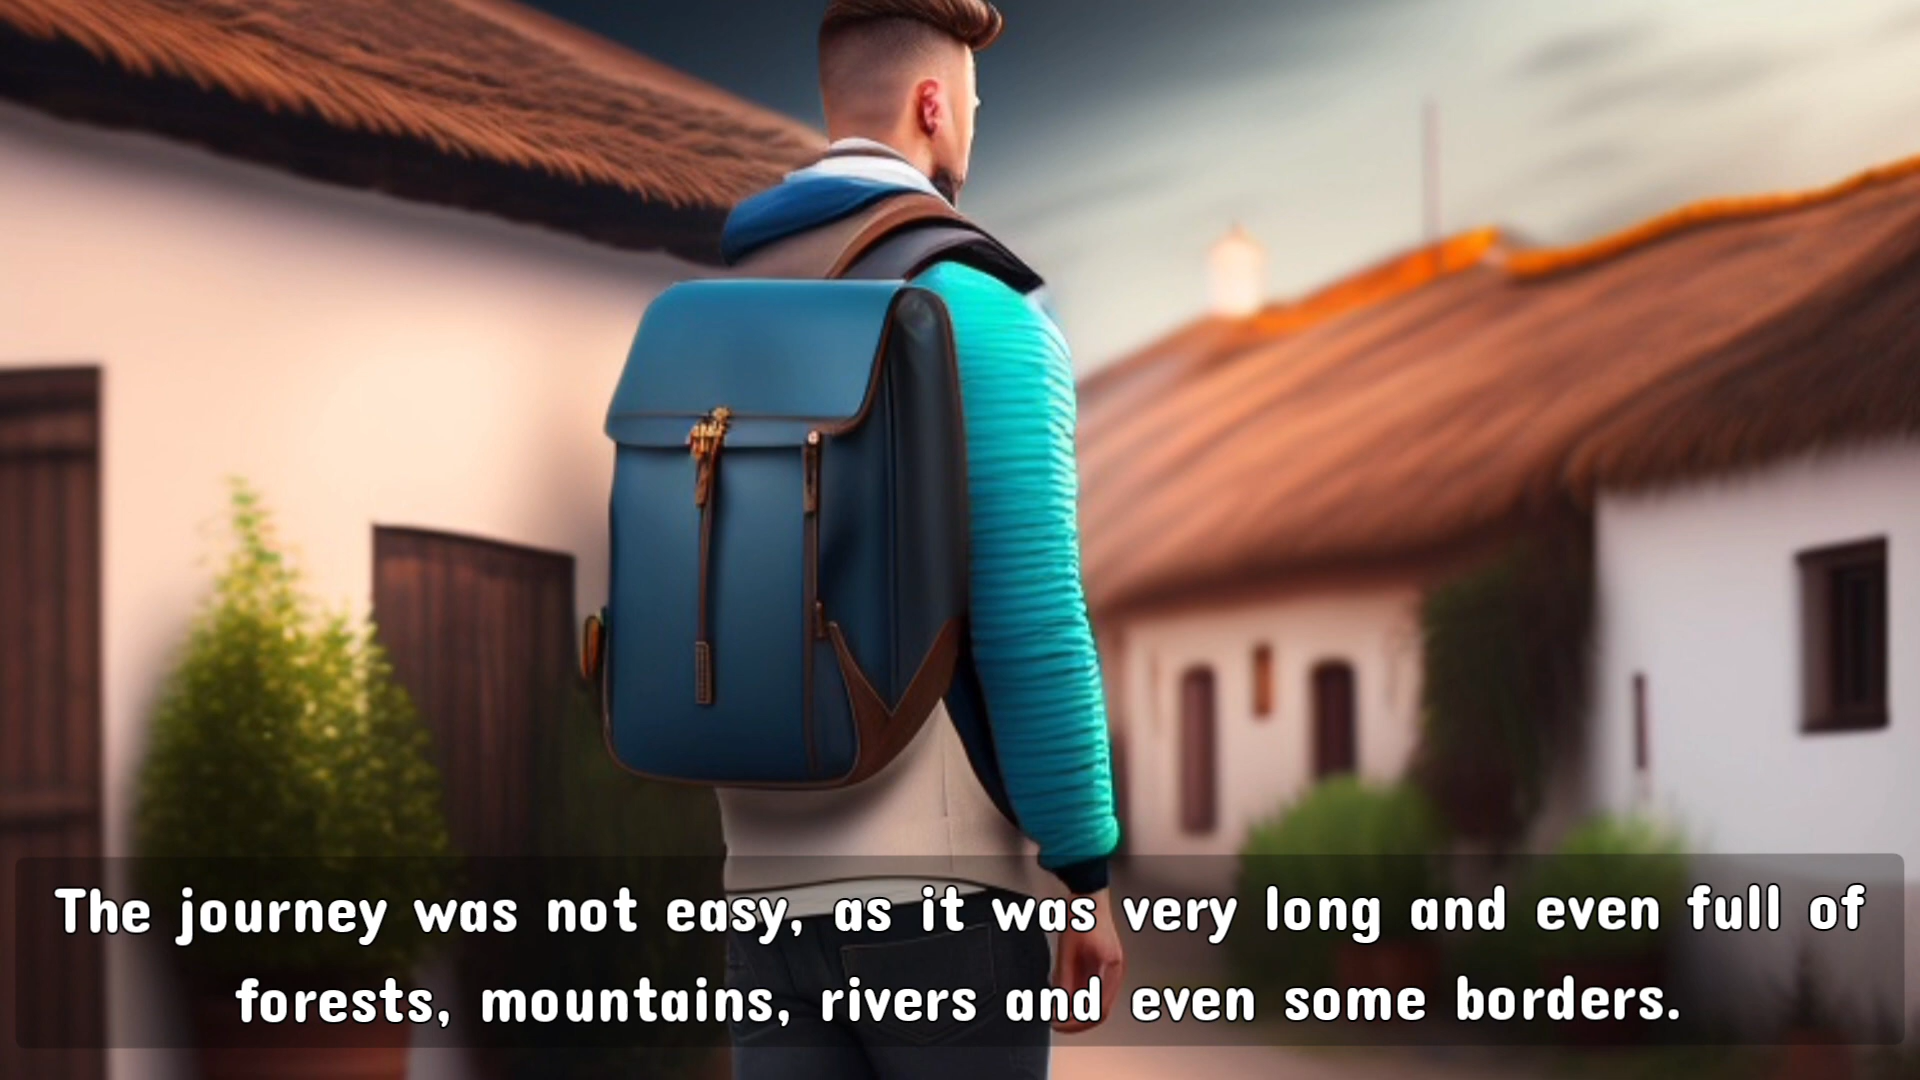 The journey was not easy, as it was very long and even full of
forests, mountains, rivers and even some borders.